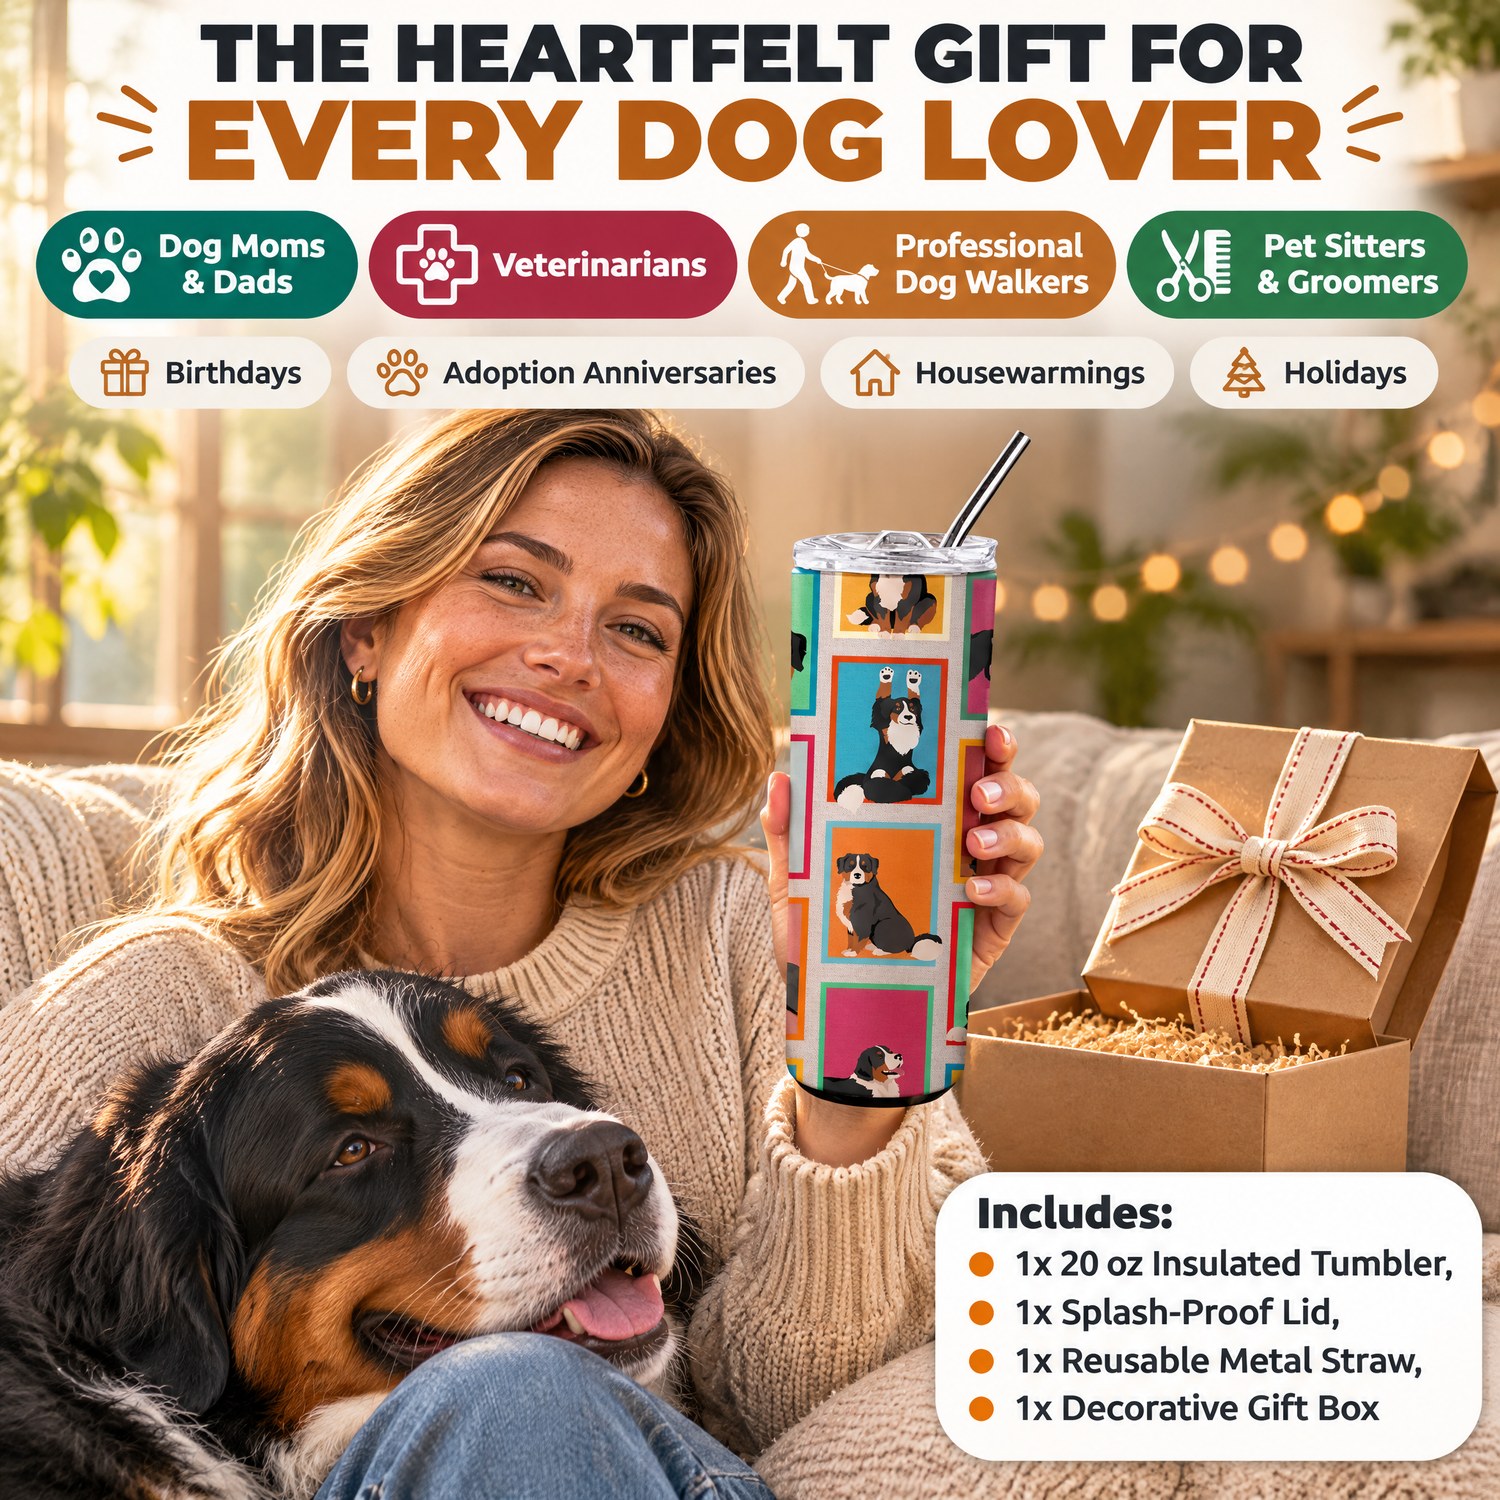 THE HEARTFELT GIFT FOR
EVERY DOG LOVER
Dog Moms
& Dads
Veterinarians
Professional
Dog Walkers
Pet Sitters
& Groomers
Birthdays
Adoption Anniversaries
Housewarmings
Holidays
Includes:
1x 20 oz Insulated Tumbler,
1x Splash-Proof Lid,
1x Reusable Metal Straw,
1x Decorative Gift Box